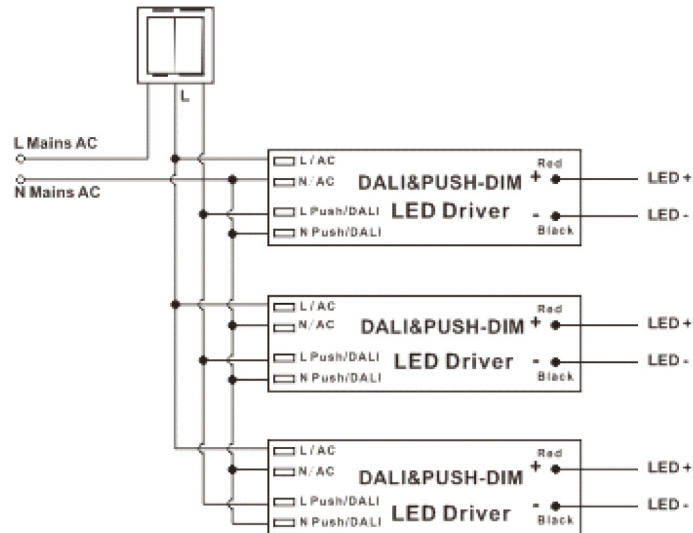 L
L Mains AC
N Mains AC
L/AC
N/AC
L Push/DALI
N Push/DALI
DALI&PUSH-DIM
LED Driver
Red
+
-
Black
LED +
LED -
L/AC
N/AC
L Push/DALI
N Push/DALI
DALI&PUSH-DIM
LED Driver
Red
+
-
Black
LED +
LED -
L/AC
N/AC
L Push/DALI
N Push/DALI
DALI&PUSH-DIM
LED Driver
Red
+
-
Black
LED +
LED -